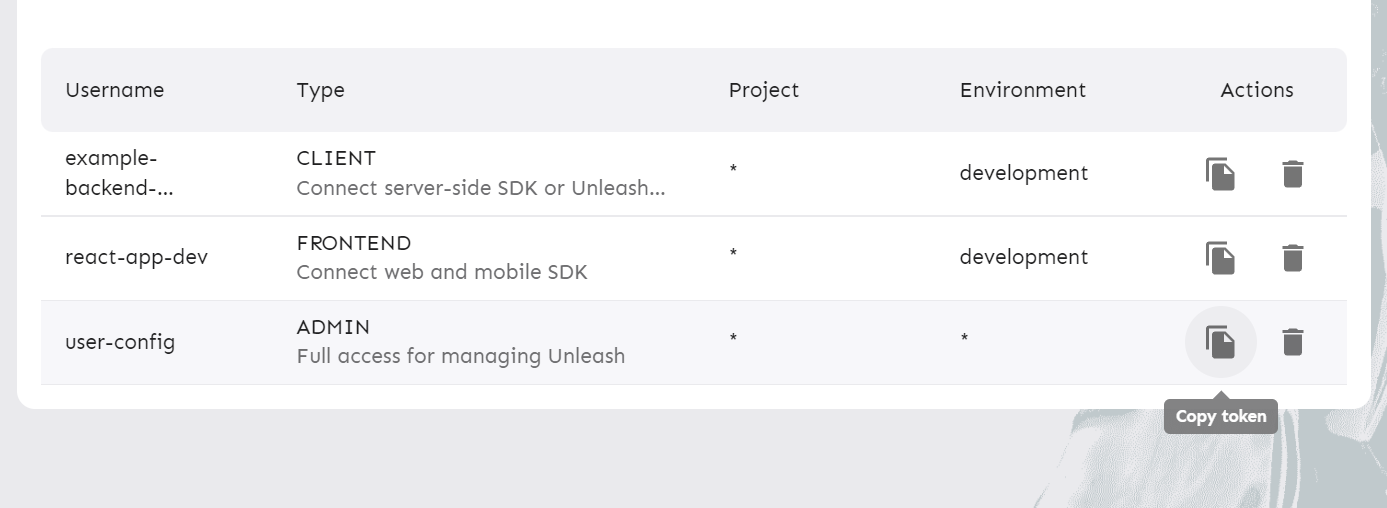 Username Type Project Environment Actions
example- CLIENT
backend-... Connect server-side SDK or Unleash... * development
react-app-dev FRONTEND
Connect web and mobile SDK * development
user-config ADMIN
Full access for managing Unleash * *
Copy token